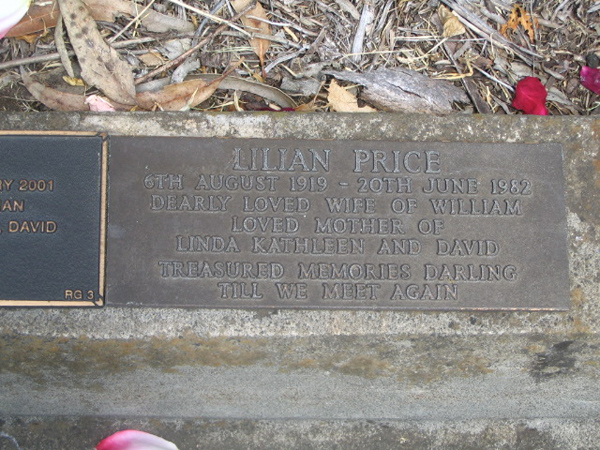 Y 2001
IAN
, DAVID
RG 3
LILIAN PRICE
6TH AUGUST 1919 - 20TH JUNE 1982
DEARLY LOVED WIFE OF WILLIAM
LOVED MOTHER OF
LINDA KATHLEEN AND DAVID
TREASURED MEMORIES DARLING
TILL WE MEET AGAIN